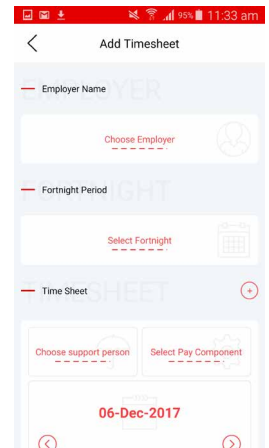 95% 11:33 am
Add Timesheet
EMPLOYER
Employer Name
Choose Employer
FORTNIGHT
Fortnight Period
Select Fortnight
TIMESHEET
Time Sheet
Choose support person Select Pay Component
06-Dec-2017